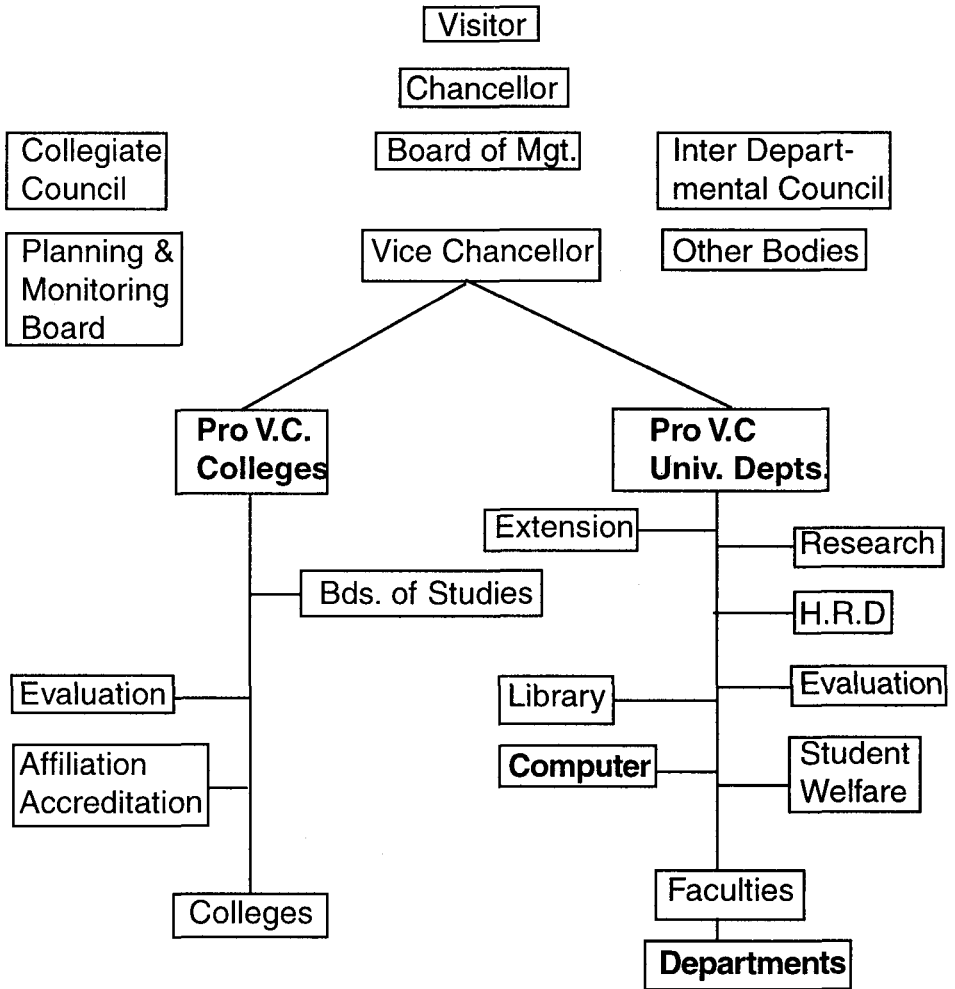 Visitor
Chancellor
Collegiate
Council
Board of Mgt.
Inter Depart-
mental Council
Planning &
Monitoring
Board
Vice Chancellor
Other Bodies
Pro V.C.
Colleges
Pro V.C
Univ. Depts.
Extension
Research
Bds. of Studies
H.R.D
Evaluation
Library
Evaluation
Affiliation
Accreditation
Computer
Student
Welfare
Colleges
Faculties
Departments